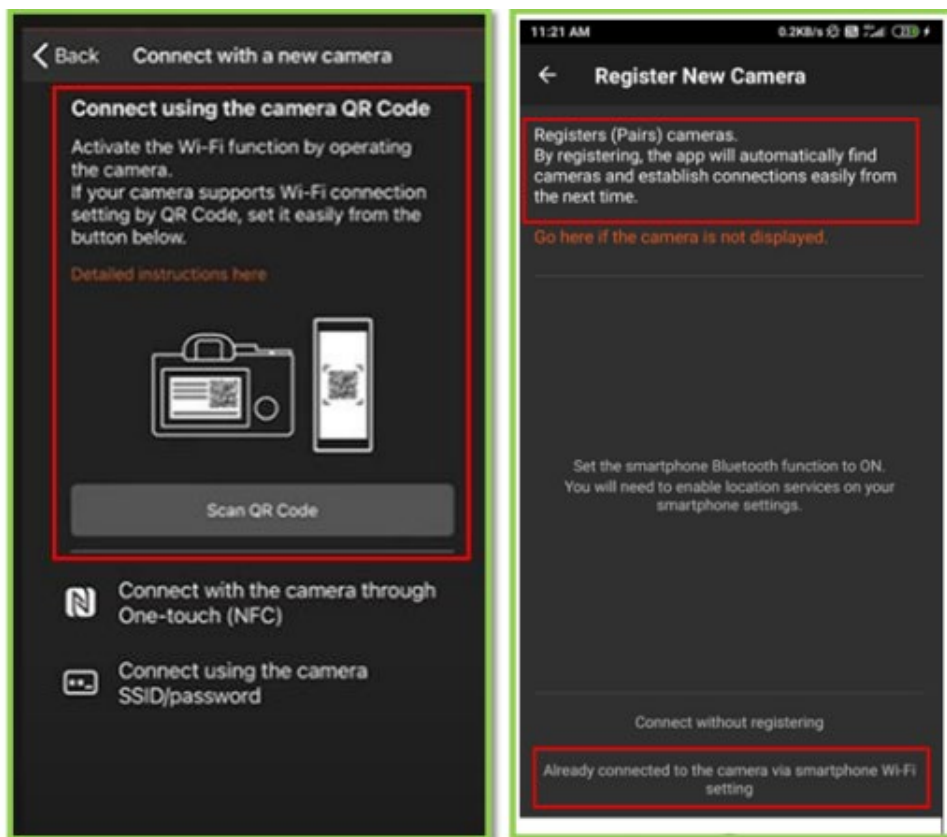 Back Connect with a new camera
Connect using the camera QR Code
Activate the Wi-Fi function by operating
the camera.
If your camera supports Wi-Fi connection
setting by QR Code, set it easily from the
button below.
Detailed instructions here
Scan QR Code
Connect with the camera through
One-touch (NFC)
Connect using the camera
SSID/password
11:21 AM 0.2KB/s
Register New Camera
Registers (Pairs) cameras.
By registering, the app will automatically find
cameras and establish connections easily from
the next time.
Go here if the camera is not displayed.
Set the smartphone Bluetooth function to ON.
You will need to enable location services on your
smartphone settings.
Connect without registering
Already connected to the camera via smartphone Wi-Fi
setting